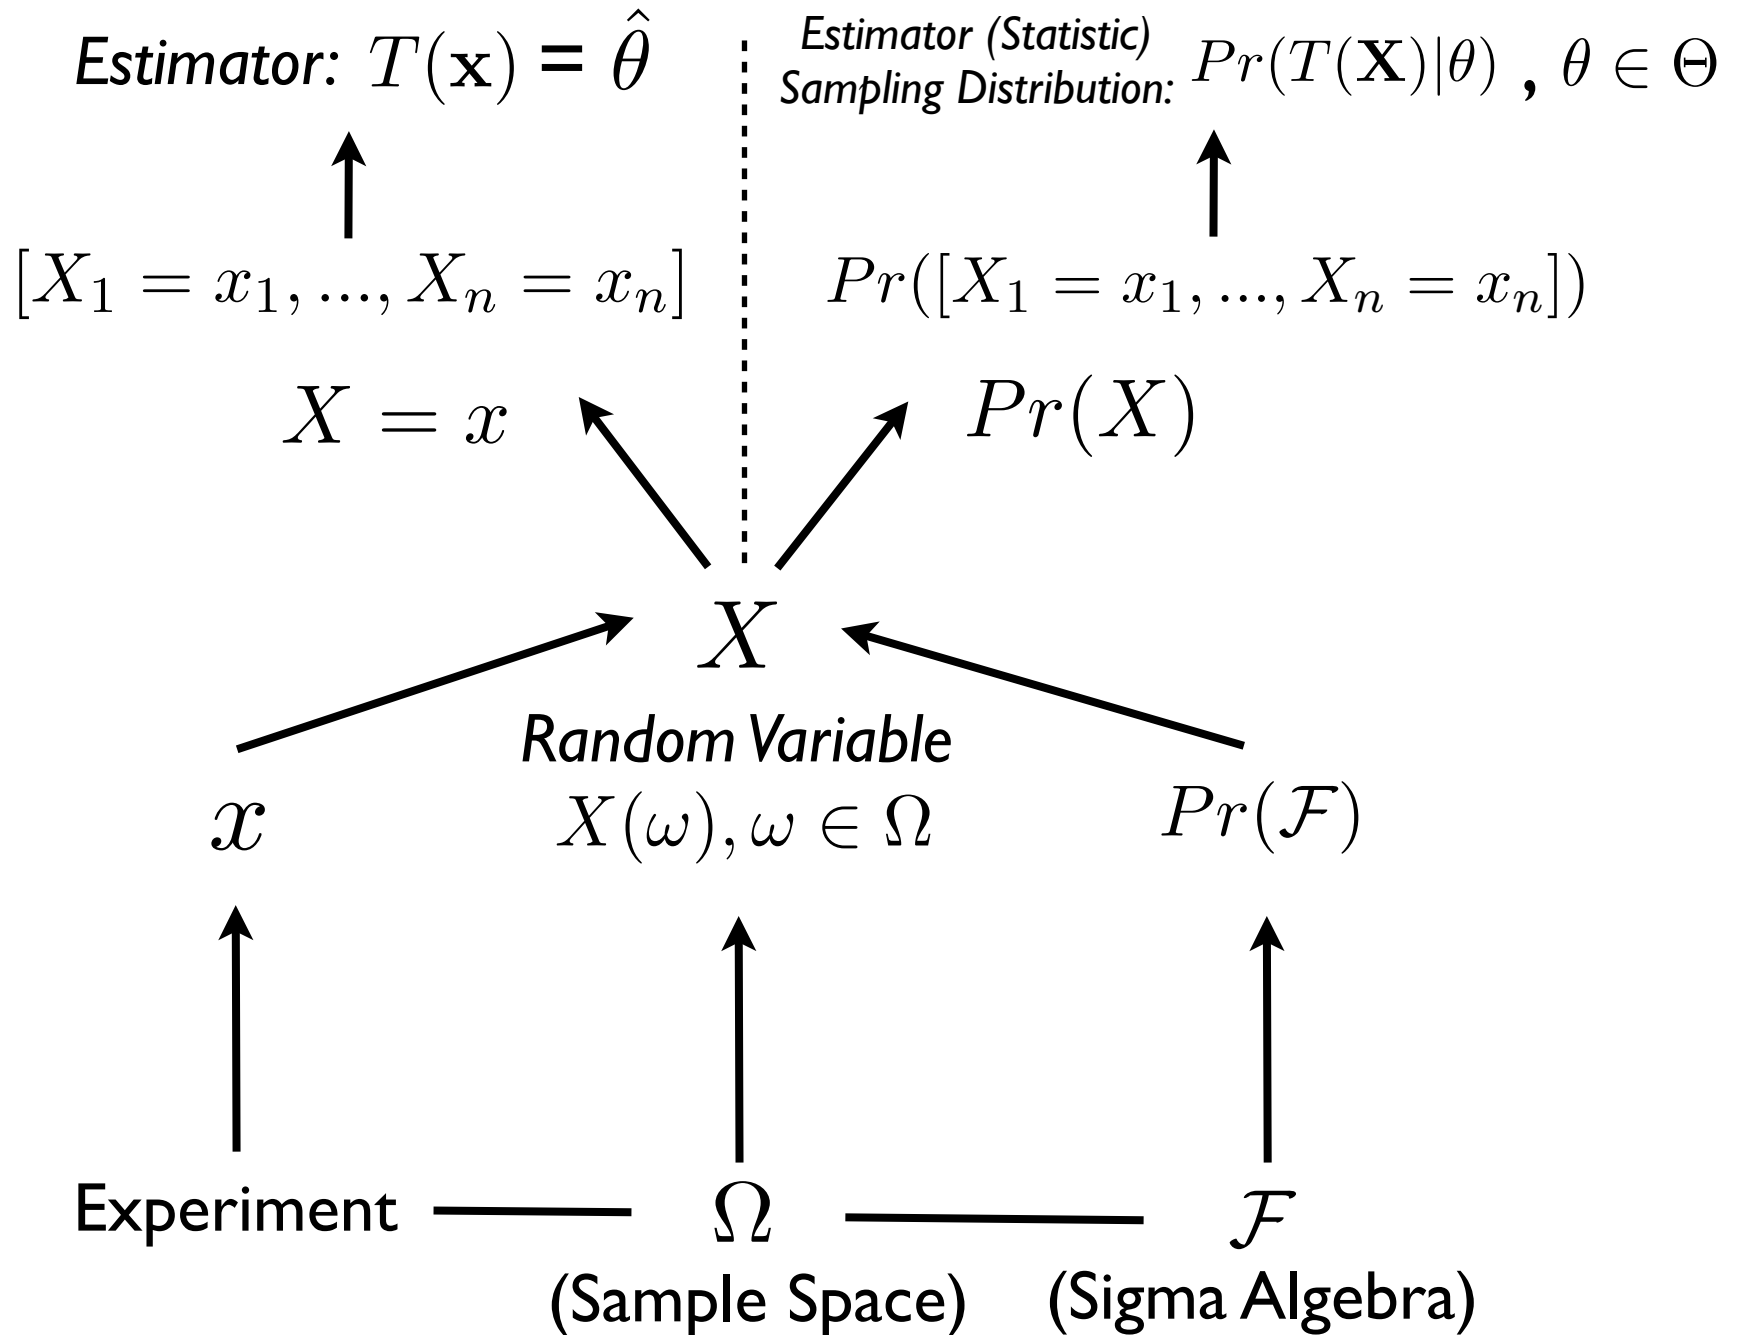 Estimator: T(𝐱) = θ̂
Estimator (Statistic)
Sampling Distribution: Pr(T(𝐗)|θ) , θ ∈ Θ
[X₁ = x₁, ..., Xₙ = xₙ]
Pr([X₁ = x₁, ..., Xₙ = xₙ])
X = x
Pr(X)
X
Random Variable
x
X(ω), ω ∈ Ω
Pr(ℱ)
Experiment
Ω
ℱ
(Sample Space)
(Sigma Algebra)